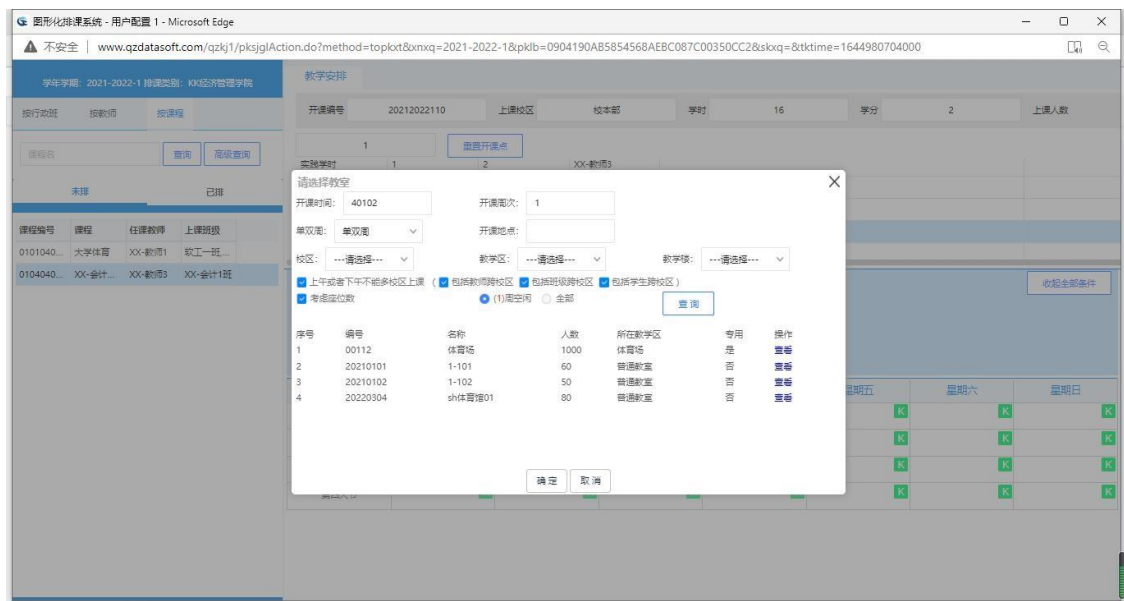 图形化排课系统 - 用户配置 1 - Microsoft Edge
不安全 | www.qzdatasoft.com/qzkj1/pksjglAction.do?method=topkxt&xnxq=2021-2022-1&pklb=0904190AB5854568AEBC087C00350CC2&skxq=&tktime=1644980704000
学年学期: 2021-2022-1 排课类别: KK经济管理学院
教学安排
按行政班 按教师 按课程
开课编号 20212022110 上课校区 校本部 学时 16 学分 2 上课人数
课程名 查询 高级查询
1 重置开课点
实践学时 1 2 XX-教师3
未排 已排
请选择教室
开课时间: 40102 开课周次: 1
课程编号 课程 任课教师 上课班级
单双周: 单双周 开课地点:
0101040... 大学体育 XX-教师1 软工一班,...
校区: ---请选择--- 教学区: ---请选择--- 教学楼: ---请选择---
0104040... XX-会计... XX-教师3 XX-会计1班
上午或者下午不能多校区上课 ( 包括教师跨校区 包括班级跨校区 包括学生跨校区 )
收起全部条件
考虑座位数 (1)周空闲 全部 查 询
序号 编号 名称 人数 所在教学区 专用 操作
1 00112 体育场 1000 体育场 是 查看
2 20210101 1-101 60 普通教室 否 查看
3 20210102 1-102 50 普通教室 否 查看
4 20220304 sh体育馆01 80 普通教室 否 查看
星期五 星期六 星期日
K K K
K K K
K K K
K K K
确 定 取 消